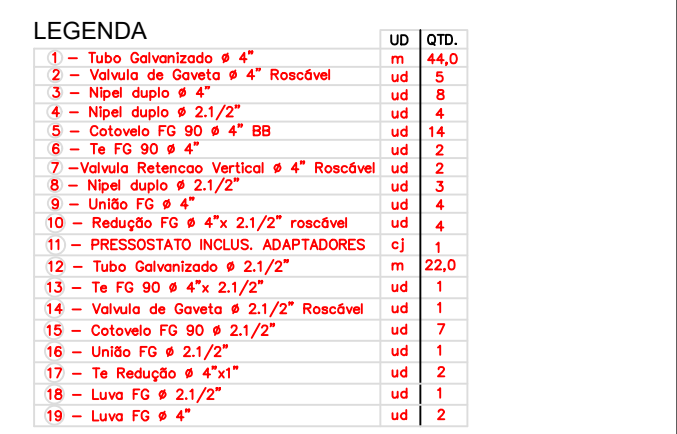 LEGENDA
UD QTD.
1 – Tubo Galvanizado ø 4" m 44,0
2 – Valvula de Gaveta ø 4" Roscável ud 5
3 – Nipel duplo ø 4" ud 8
4 – Nipel duplo ø 2.1/2" ud 4
5 – Cotovelo FG 90 ø 4" BB ud 14
6 – Te FG 90 ø 4" ud 2
7 –Valvula Retencao Vertical ø 4" Roscável ud 2
8 – Nipel duplo ø 2.1/2" ud 3
9 – União FG ø 4" ud 4
10 – Redução FG ø 4"x 2.1/2" roscável ud 4
11 – PRESSOSTATO INCLUS. ADAPTADORES cj 1
12 – Tubo Galvanizado ø 2.1/2" m 22,0
13 – Te FG 90 ø 4"x 2.1/2" ud 1
14 – Valvula de Gaveta ø 2.1/2" Roscável ud 1
15 – Cotovelo FG 90 ø 2.1/2" ud 7
16 – União FG ø 2.1/2" ud 1
17 – Te Redução ø 4"x1" ud 2
18 – Luva FG ø 2.1/2" ud 1
19 – Luva FG ø 4" ud 2